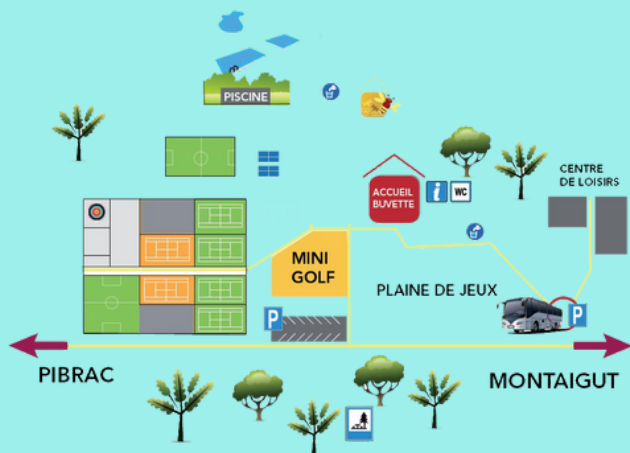 PISCINE
CENTRE
DE LOISIRS
ACCUEIL
BUVETTE
i
WC
MINI
GOLF
PLAINE DE JEUX
P
P
PIBRAC
MONTAIGUT